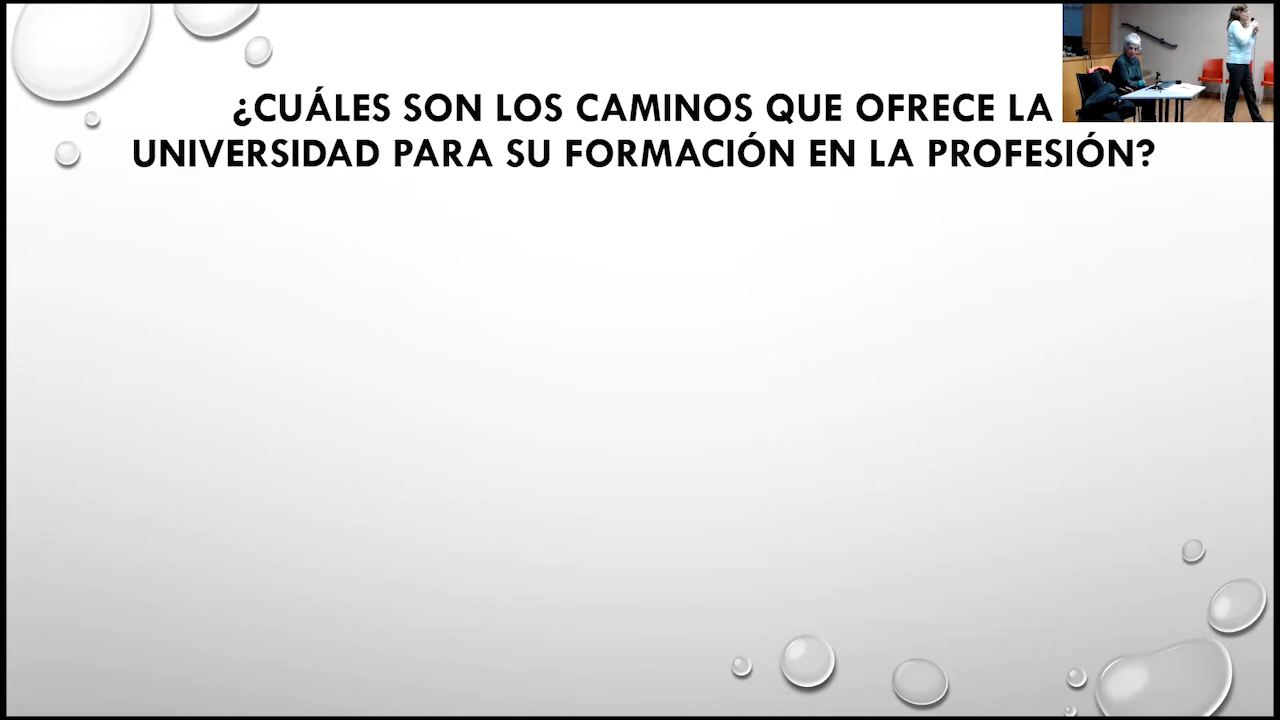 ¿CUÁLES SON LOS CAMINOS QUE OFRECE LA
UNIVERSIDAD PARA SU FORMACIÓN EN LA PROFESIÓN?